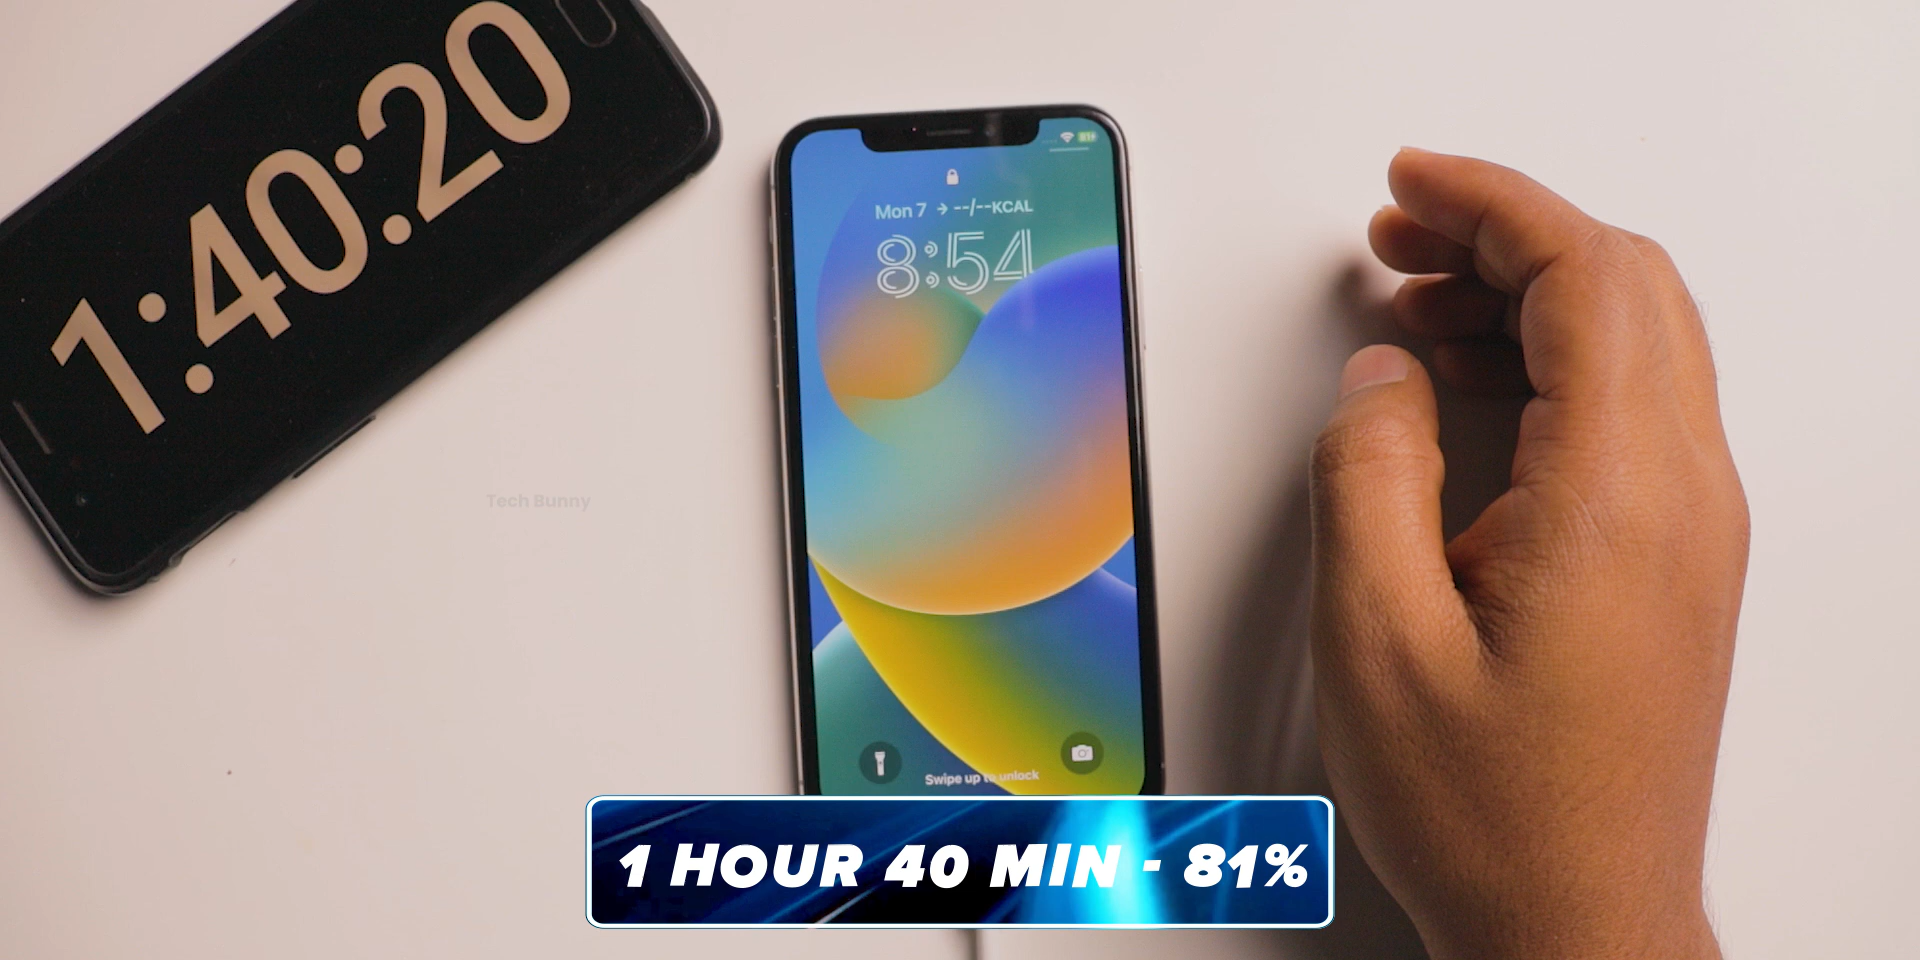 1:40:20
81
Mon 7 → --/--KCAL
8:54
Tech Bunny
Swipe up to unlock
1 HOUR 40 MIN - 81%